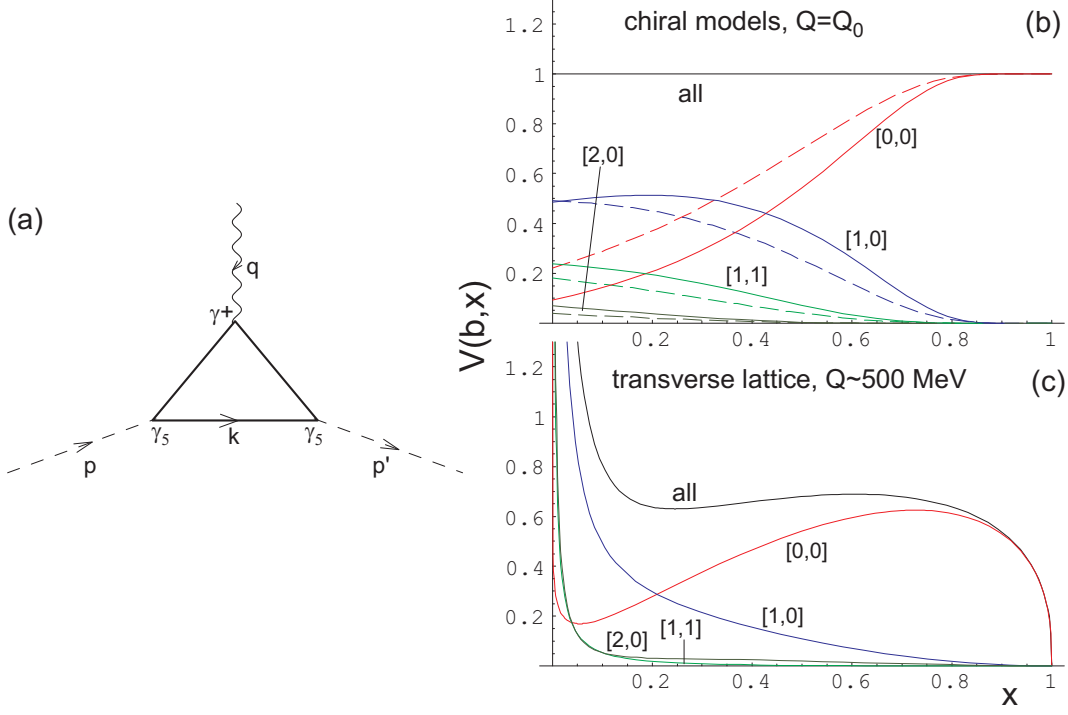 (a)
q
γ+
γ5
k
γ5
p
p'
V(b,x)
chiral models, Q=Q0
(b)
1.2
1
0.8
0.6
0.4
0.2
all
[0,0]
[2,0]
[1,0]
[1,1]
0.2 0.4 0.6 0.8 1
transverse lattice, Q~500 MeV
(c)
1.2
1
0.8
0.6
0.4
0.2
all
[0,0]
[1,0]
[1,1]
[2,0]
0.2 0.4 0.6 0.8 1
x